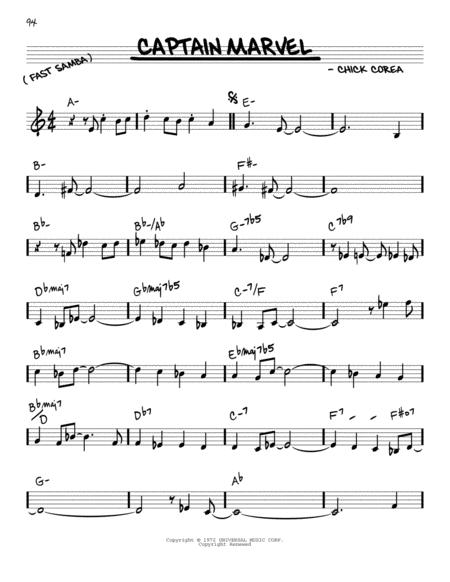 94
CAPTAIN MARVEL
(FAST SAMBA)
- CHICK COREA
A- E-
B- F#-
Bb- Bb-/Ab G-7b5 C7b9
Dbmaj7 Gbmaj7b5 C-7/F F7
Bbmaj7 Ebmaj7b5
Bbmaj7/D Db7 C-7 F7 F#o7
G- Ab
Copyright © 1972 UNIVERSAL MUSIC CORP.
Copyright Renewed